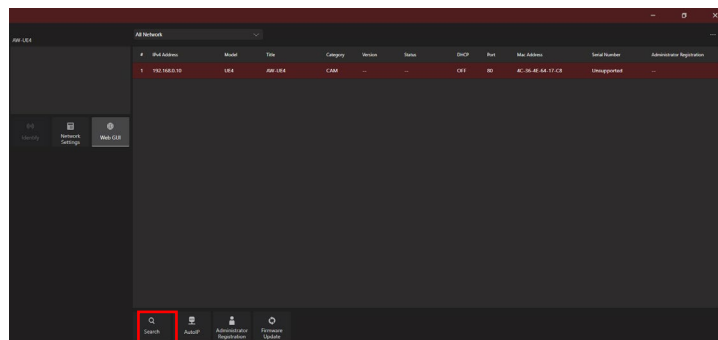 All Network
AW-UE4
# IPv4 Address Model Title Category Version Status DHCP Port Mac Address Serial Number Administrator Registration
1 192.168.0.10 UE4 AW-UE4 CAM -- -- OFF 80 4C-36-4E-64-17-C8 Unsupported --
Identify
Network
Settings
Web GUI
Search
AutoIP
Administrator
Registration
Firmware
Update